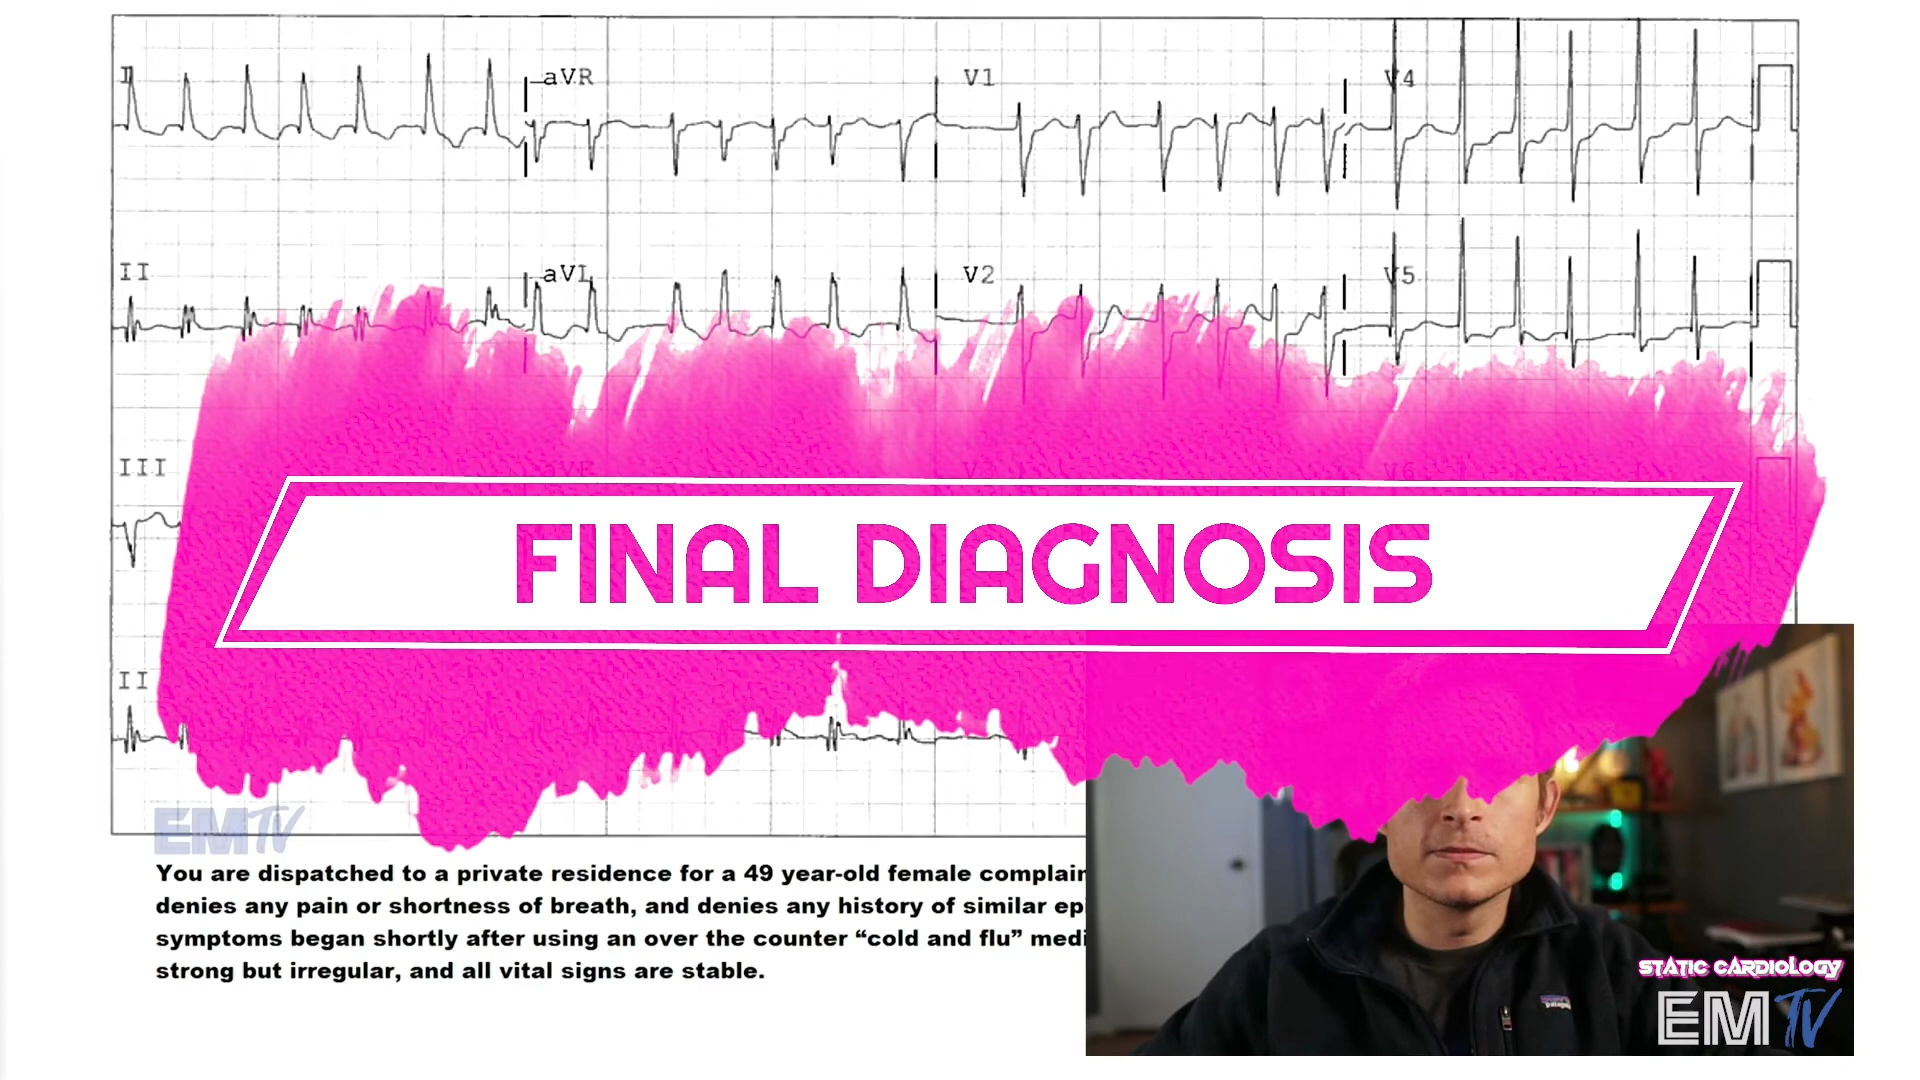 I
aVR
V1
V4
II
aVL
V2
V5
III
aVF
V3
V6
FINAL DIAGNOSIS
II
EMTV
You are dispatched to a private residence for a 49 year-old female
denies any pain or shortness of breath, and denies any history of similar
symptoms began shortly after using an over the counter “cold and flu”
strong but irregular, and all vital signs are stable.
STATIC CARDIOLOGY
EMTV